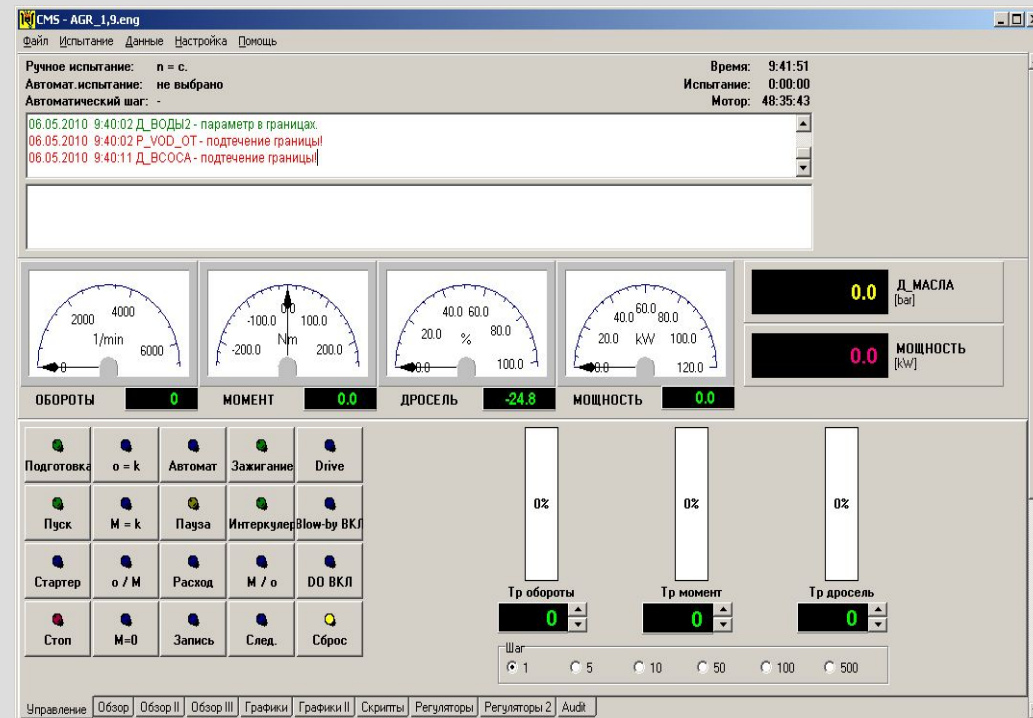 CMS - AGR_1,9.eng
Файл Испытание Данные Настройка Помощь
Ручное испытание: n = c. Время: 9:41:51
Автомат.испытание: не выбрано Испытание: 0:00:00
Автоматический шаг: - Мотор: 48:35:43
06.05.2010 9:40:02 Д_ВОДЫ2 - параметр в границах.
06.05.2010 9:40:02 P_VOD_OT - подтечение границы!
06.05.2010 9:40:11 Д_ВСОСА - подтечение границы!
0 2000 4000 6000 1/min
-200.0 -100.0 0.0 100.0 200.0 Nm
0.0 20.0 40.0 60.0 80.0 100.0 %
0.0 20.0 40.0 60.0 80.0 100.0 120.0 kW
0.0 Д_МАСЛА [bar]
0.0 МОЩНОСТЬ [kW]
ОБОРОТЫ 0 МОМЕНТ 0.0 ДРОСЕЛЬ -24.8 МОЩНОСТЬ 0.0
Подготовка o = k Автомат Зажигание Drive
Пуск M = k Пауза Интеркулер Blow-by ВКЛ
Стартер o / M Расход M / o DO ВКЛ
Стоп M=0 Запись След. Сброс
0% 0% 0%
Тр обороты Тр момент Тр дросель
0 0 0
Шаг
1 5 10 50 100 500
Управление Обзор Обзор II Обзор III Графики Графики II Скрипты Регуляторы Регуляторы 2 Audit